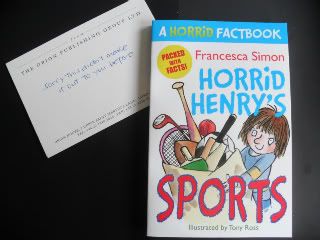 from
THE ORION PUBLISHING GROUP LTD
Sorry this didn't make
it out to you before
A HORRID FACTBOOK
PACKED
WITH
FACTS!
Francesca Simon
HORRID
HENRY'S
SPORTS
Illustrated by Tony Ross